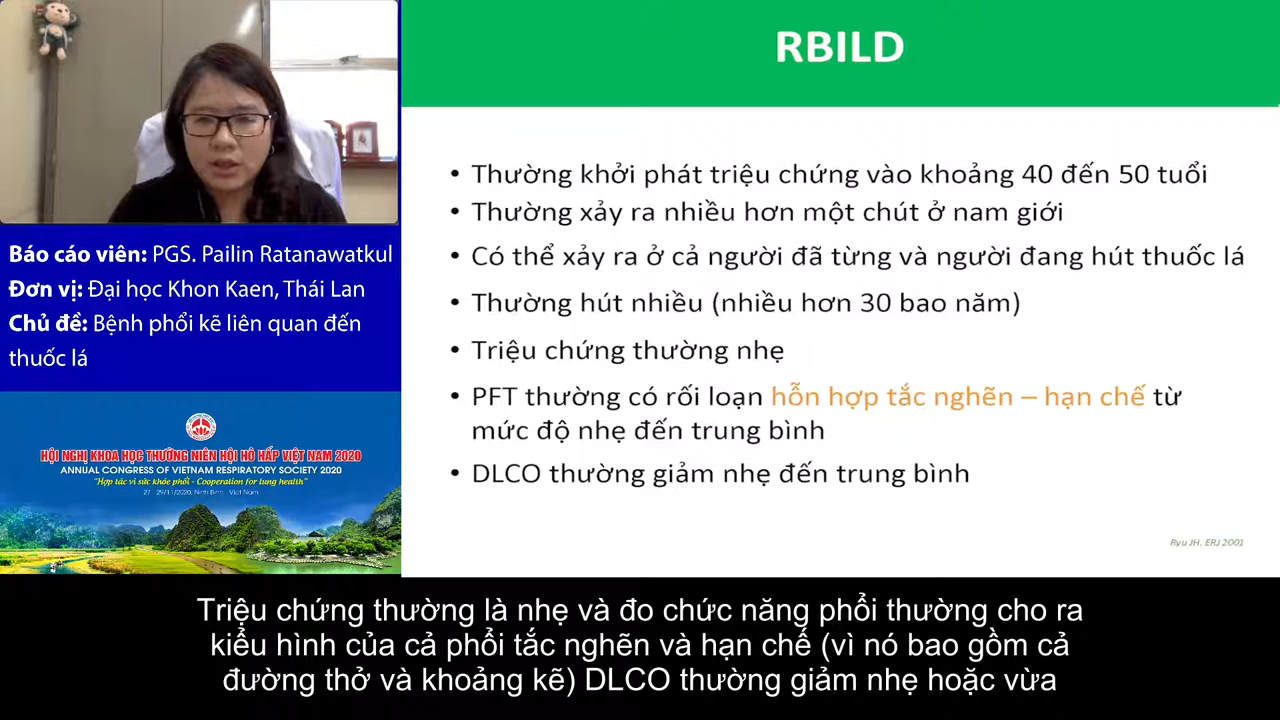 RBILD
• Thường khởi phát triệu chứng vào khoảng 40 đến 50 tuổi
• Thường xảy ra nhiều hơn một chút ở nam giới
• Có thể xảy ra ở cả người đã từng và người đang hút thuốc lá
• Thường hút nhiều (nhiều hơn 30 bao năm)
• Triệu chứng thường nhẹ
• PFT thường có rối loạn hỗn hợp tắc nghẽn – hạn chế từ
mức độ nhẹ đến trung bình
• DLCO thường giảm nhẹ đến trung bình
Ryu JH. ERJ 2001
Báo cáo viên: PGS. Pailin Ratanawatkul
Đơn vị: Đại học Khon Kaen, Thái Lan
Chủ đề: Bệnh phổi kẽ liên quan đến
thuốc lá
HỘI NGHỊ KHOA HỌC THƯỜNG NIÊN HỘI HÔ HẤP VIỆT NAM 2020
ANNUAL CONGRESS OF VIETNAM RESPIRATORY SOCIETY 2020
"Hợp tác vì sức khỏe phổi - Cooperation for lung health"
27 - 29/11/2020, Ninh Bình - Việt Nam
Triệu chứng thường là nhẹ và đo chức năng phổi thường cho ra
kiểu hình của cả phổi tắc nghẽn và hạn chế (vì nó bao gồm cả
đường thở và khoảng kẽ) DLCO thường giảm nhẹ hoặc vừa